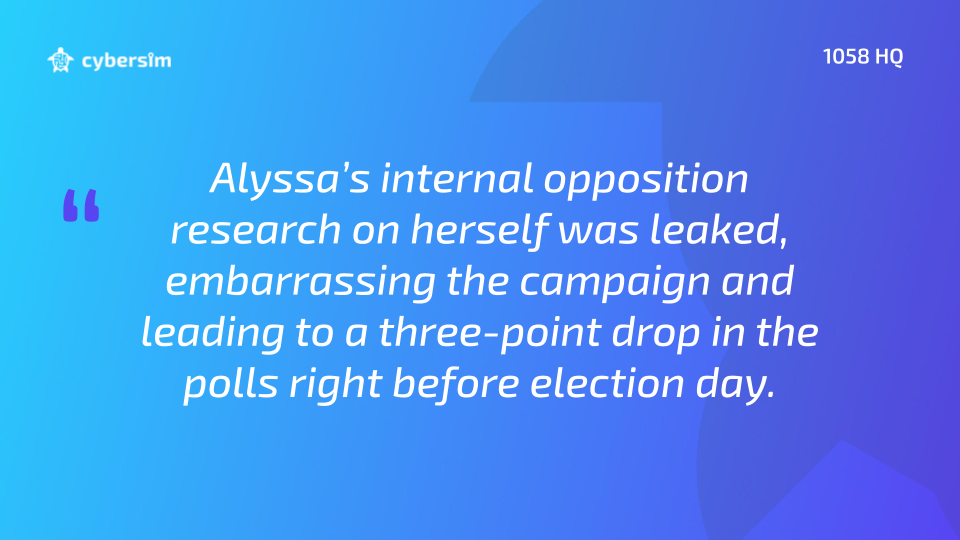 cybersim
1058 HQ
“
Alyssa’s internal opposition
research on herself was leaked,
embarrassing the campaign and
leading to a three-point drop in the
polls right before election day.